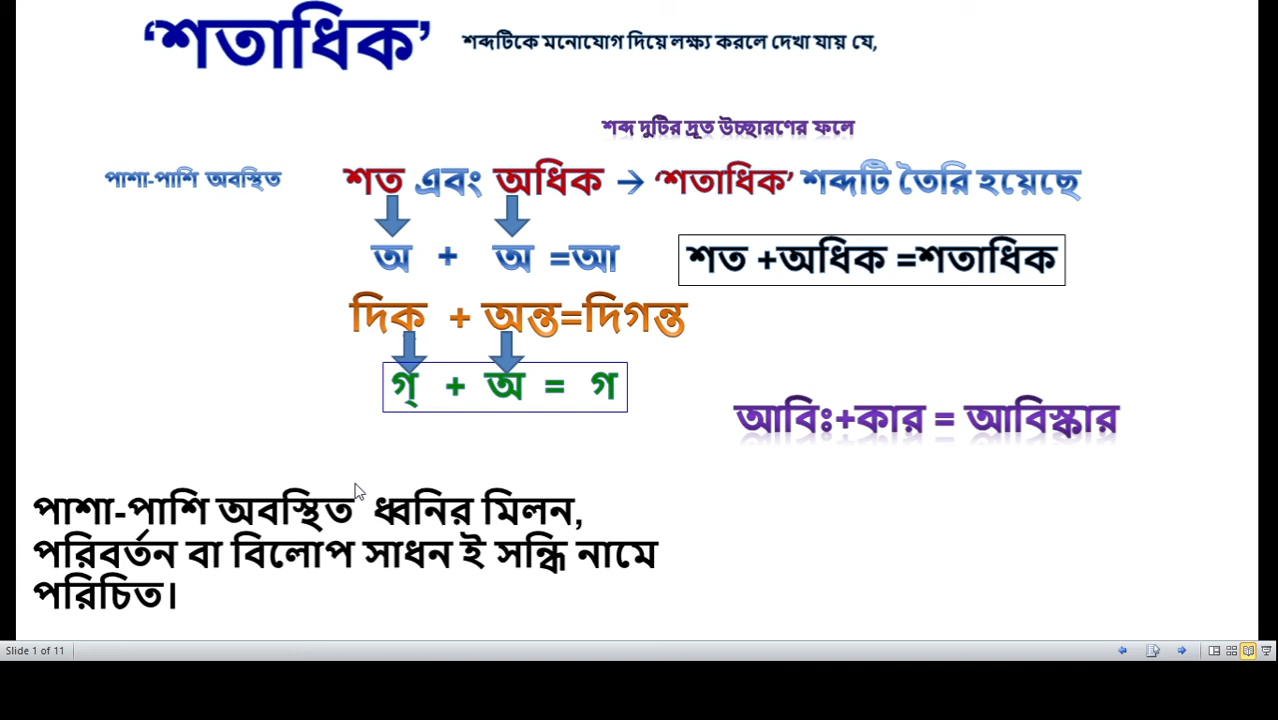 ‘শতাধিক’ শব্দটিকে মনোযোগ দিয়ে লক্ষ্য করলে দেখা যায় যে,
শব্দ দুটির দ্রূত উচ্ছারণের ফলে
পাশা-পাশি অবস্থিত শত এবং অধিক → ‘শতাধিক’ শব্দটি তৈরি হয়েছে
অ + অ =আ শত +অধিক =শতাধিক
দিক + অন্ত=দিগন্ত
গ্ + অ = গ
আবিঃ+কার = আবিস্কার
পাশা-পাশি অবস্থিত ধ্বনির মিলন,
পরিবর্তন বা বিলোপ সাধন ই সন্ধি নামে
পরিচিত।
Slide 1 of 11